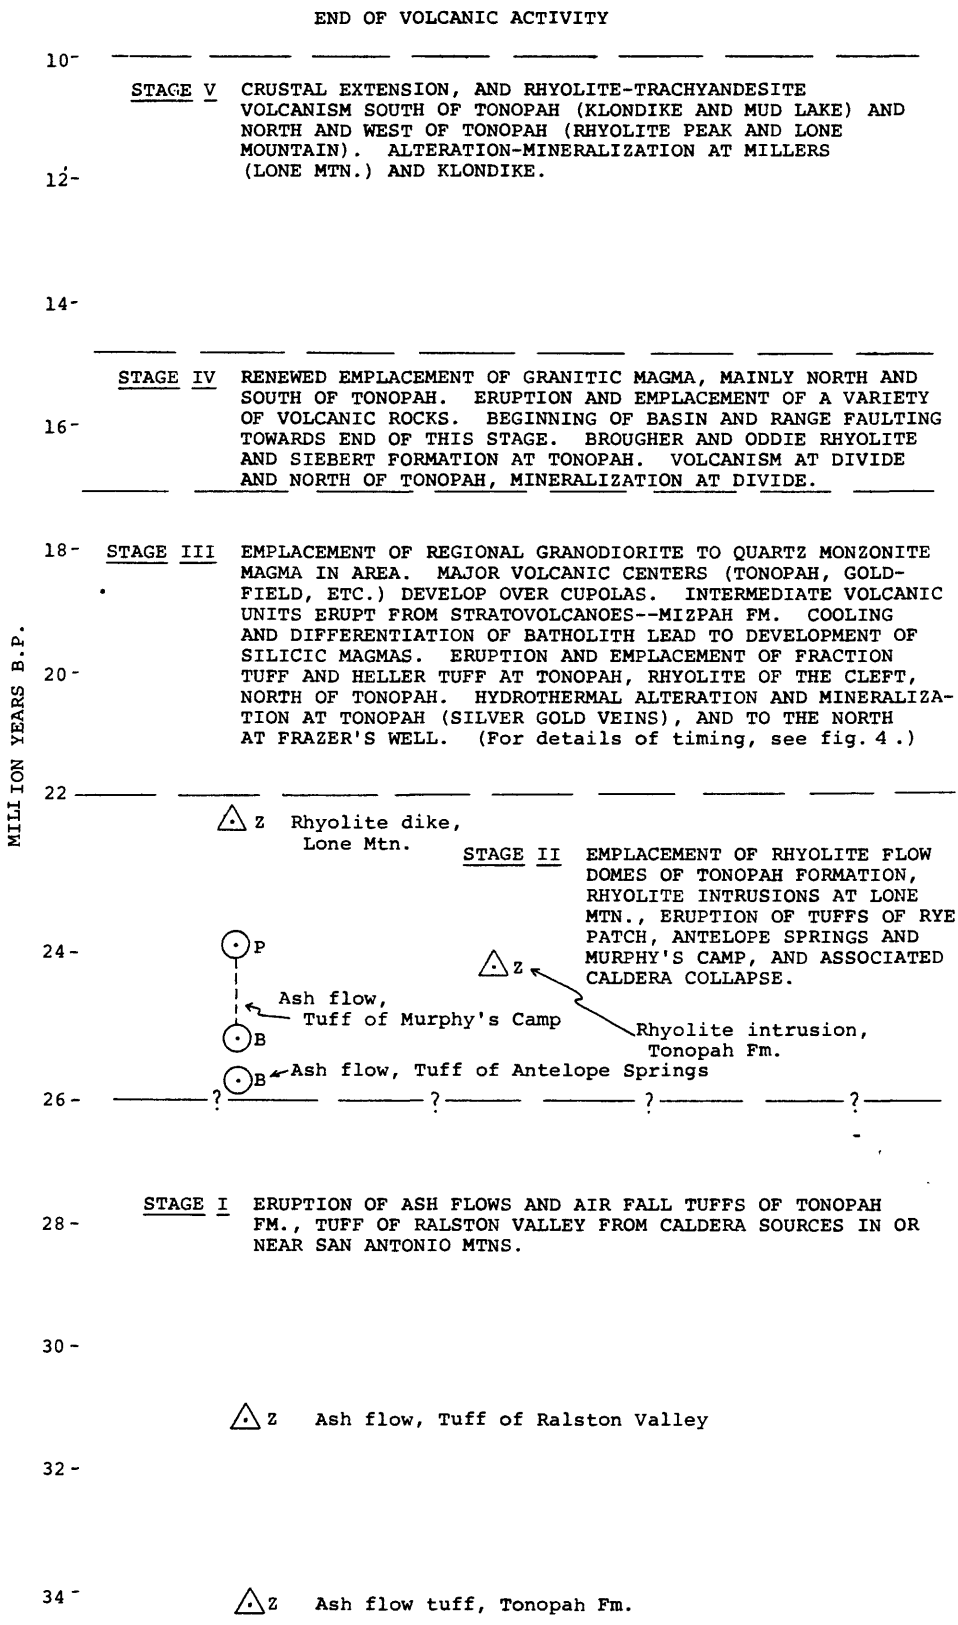 END OF VOLCANIC ACTIVITY
10-
STAGE V CRUSTAL EXTENSION, AND RHYOLITE-TRACHYANDESITE
VOLCANISM SOUTH OF TONOPAH (KLONDIKE AND MUD LAKE) AND
NORTH AND WEST OF TONOPAH (RHYOLITE PEAK AND LONE
MOUNTAIN). ALTERATION-MINERALIZATION AT MILLERS
(LONE MTN.) AND KLONDIKE.
12-
14-
STAGE IV RENEWED EMPLACEMENT OF GRANITIC MAGMA, MAINLY NORTH AND
SOUTH OF TONOPAH. ERUPTION AND EMPLACEMENT OF A VARIETY
OF VOLCANIC ROCKS. BEGINNING OF BASIN AND RANGE FAULTING
16-
TOWARDS END OF THIS STAGE. BROUGHER AND ODDIE RHYOLITE
AND SIEBERT FORMATION AT TONOPAH. VOLCANISM AT DIVIDE
AND NORTH OF TONOPAH, MINERALIZATION AT DIVIDE.
18-
STAGE III EMPLACEMENT OF REGIONAL GRANODIORITE TO QUARTZ MONZONITE
MAGMA IN AREA. MAJOR VOLCANIC CENTERS (TONOPAH, GOLD-
FIELD, ETC.) DEVELOP OVER CUPOLAS. INTERMEDIATE VOLCANIC
UNITS ERUPT FROM STRATOVOLCANOES--MIZPAH FM. COOLING
AND DIFFERENTIATION OF BATHOLITH LEAD TO DEVELOPMENT OF
SILICIC MAGMAS. ERUPTION AND EMPLACEMENT OF FRACTION
20-
TUFF AND HELLER TUFF AT TONOPAH, RHYOLITE OF THE CLEFT,
NORTH OF TONOPAH. HYDROTHERMAL ALTERATION AND MINERALIZA-
TION AT TONOPAH (SILVER GOLD VEINS), AND TO THE NORTH
AT FRAZER'S WELL. (For details of timing, see fig. 4.)
MILLION YEARS B.P.
22
Z Rhyolite dike,
Lone Mtn.
STAGE II EMPLACEMENT OF RHYOLITE FLOW
DOMES OF TONOPAH FORMATION,
RHYOLITE INTRUSIONS AT LONE
MTN., ERUPTION OF TUFFS OF RYE
PATCH, ANTELOPE SPRINGS AND
MURPHY'S CAMP, AND ASSOCIATED
CALDERA COLLAPSE.
24-
P
Z
Ash flow,
Tuff of Murphy's Camp
Rhyolite intrusion,
Tonopah Fm.
B
B Ash flow, Tuff of Antelope Springs
26- ? ? ? ?
STAGE I ERUPTION OF ASH FLOWS AND AIR FALL TUFFS OF TONOPAH
28-
FM., TUFF OF RALSTON VALLEY FROM CALDERA SOURCES IN OR
NEAR SAN ANTONIO MTNS.
30-
Z Ash flow, Tuff of Ralston Valley
32-
34-
Z Ash flow tuff, Tonopah Fm.